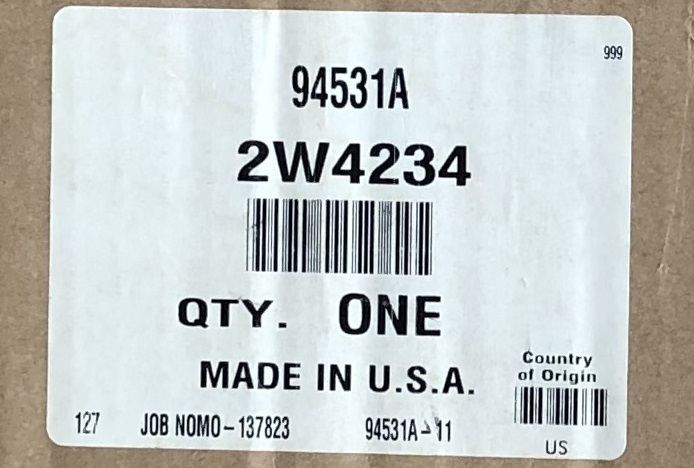 999
94531A
2W4234
QTY. ONE
MADE IN U.S.A.
Country
of Origin
127 JOB NOMO-137823 94531A-11
US